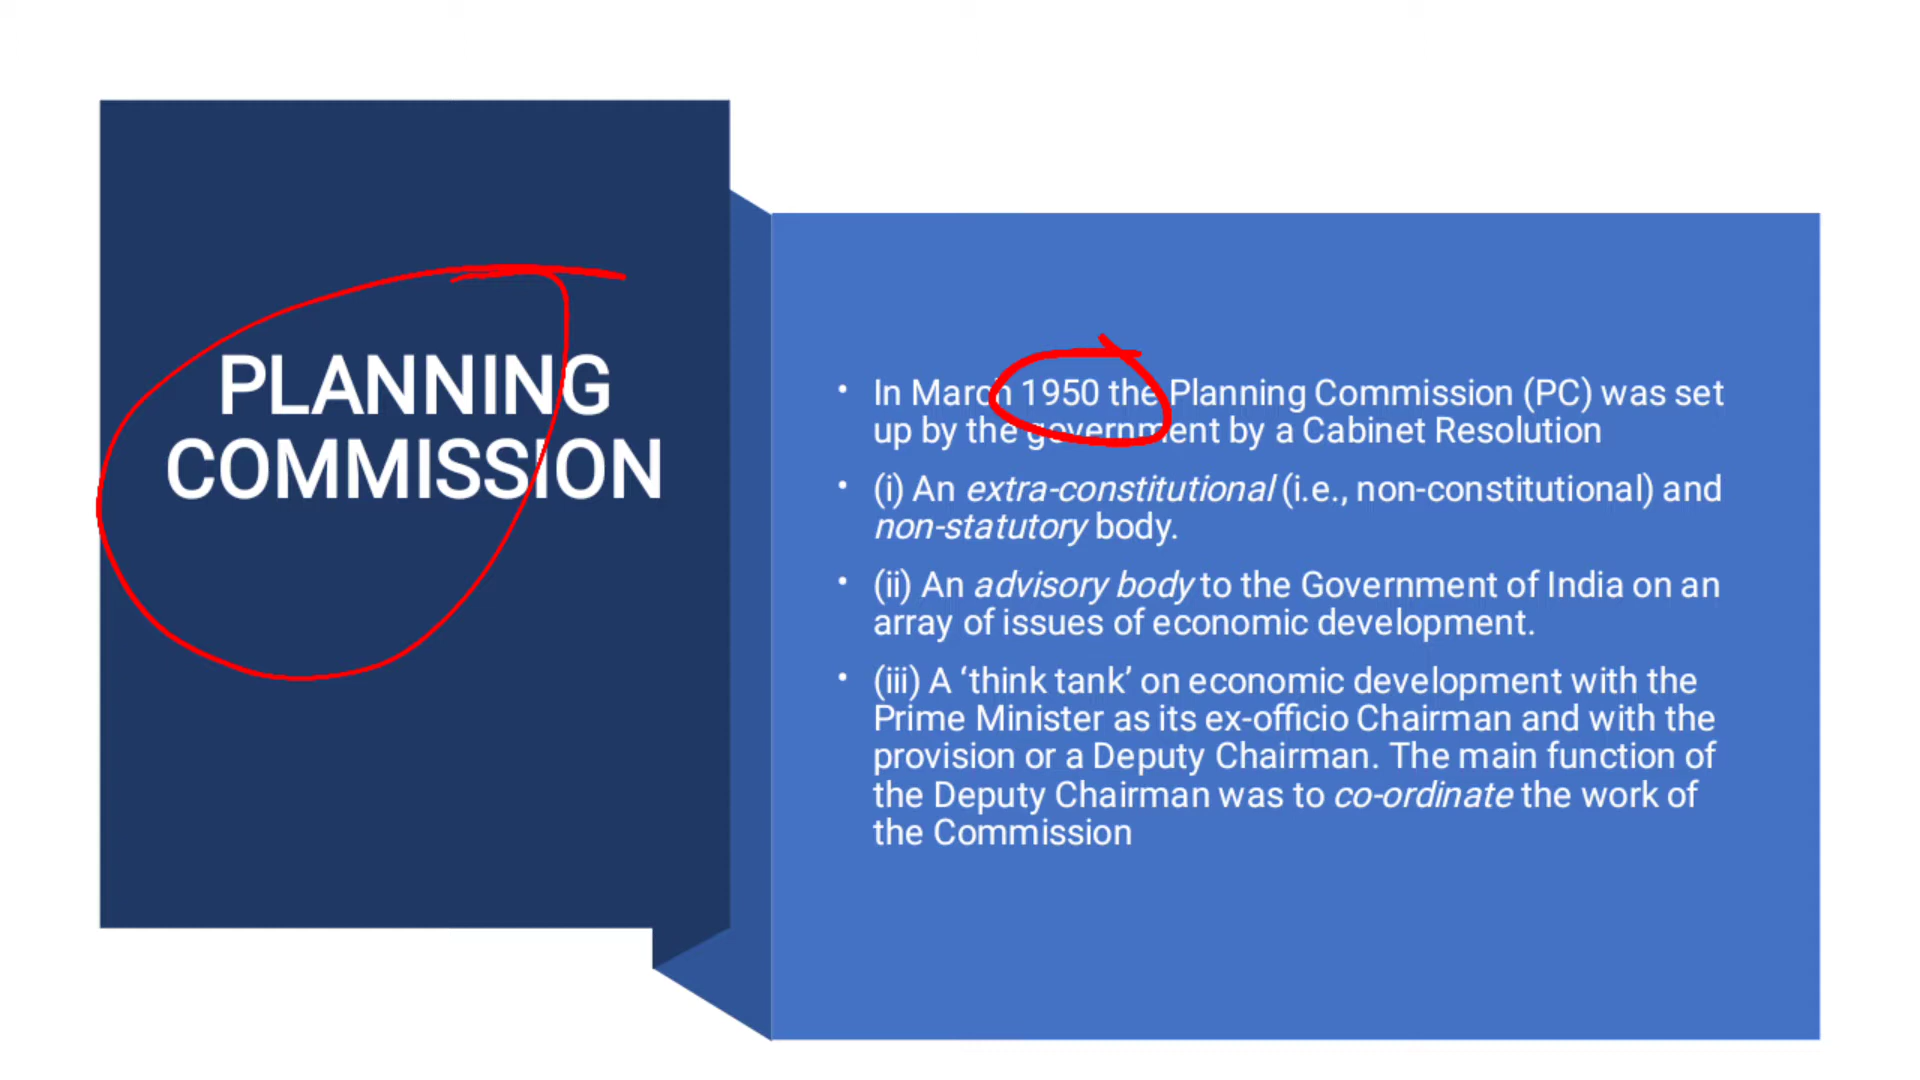 PLANNING
COMMISSION
• In March 1950 the Planning Commission (PC) was set
up by the government by a Cabinet Resolution
• (i) An extra-constitutional (i.e., non-constitutional) and
non-statutory body.
• (ii) An advisory body to the Government of India on an
array of issues of economic development.
• (iii) A ‘think tank’ on economic development with the
Prime Minister as its ex-officio Chairman and with the
provision or a Deputy Chairman. The main function of
the Deputy Chairman was to co-ordinate the work of
the Commission